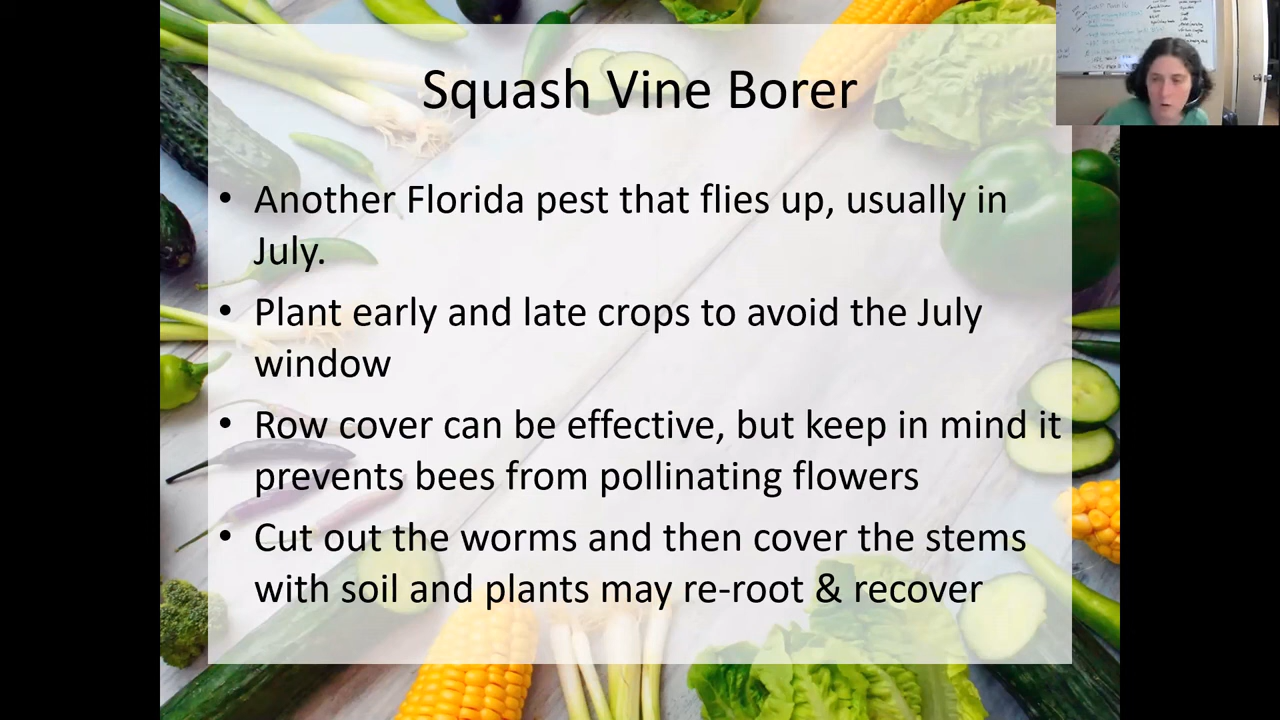 Squash Vine Borer
• Another Florida pest that flies up, usually in
July.
• Plant early and late crops to avoid the July
window
• Row cover can be effective, but keep in mind it
prevents bees from pollinating flowers
• Cut out the worms and then cover the stems
with soil and plants may re-root & recover